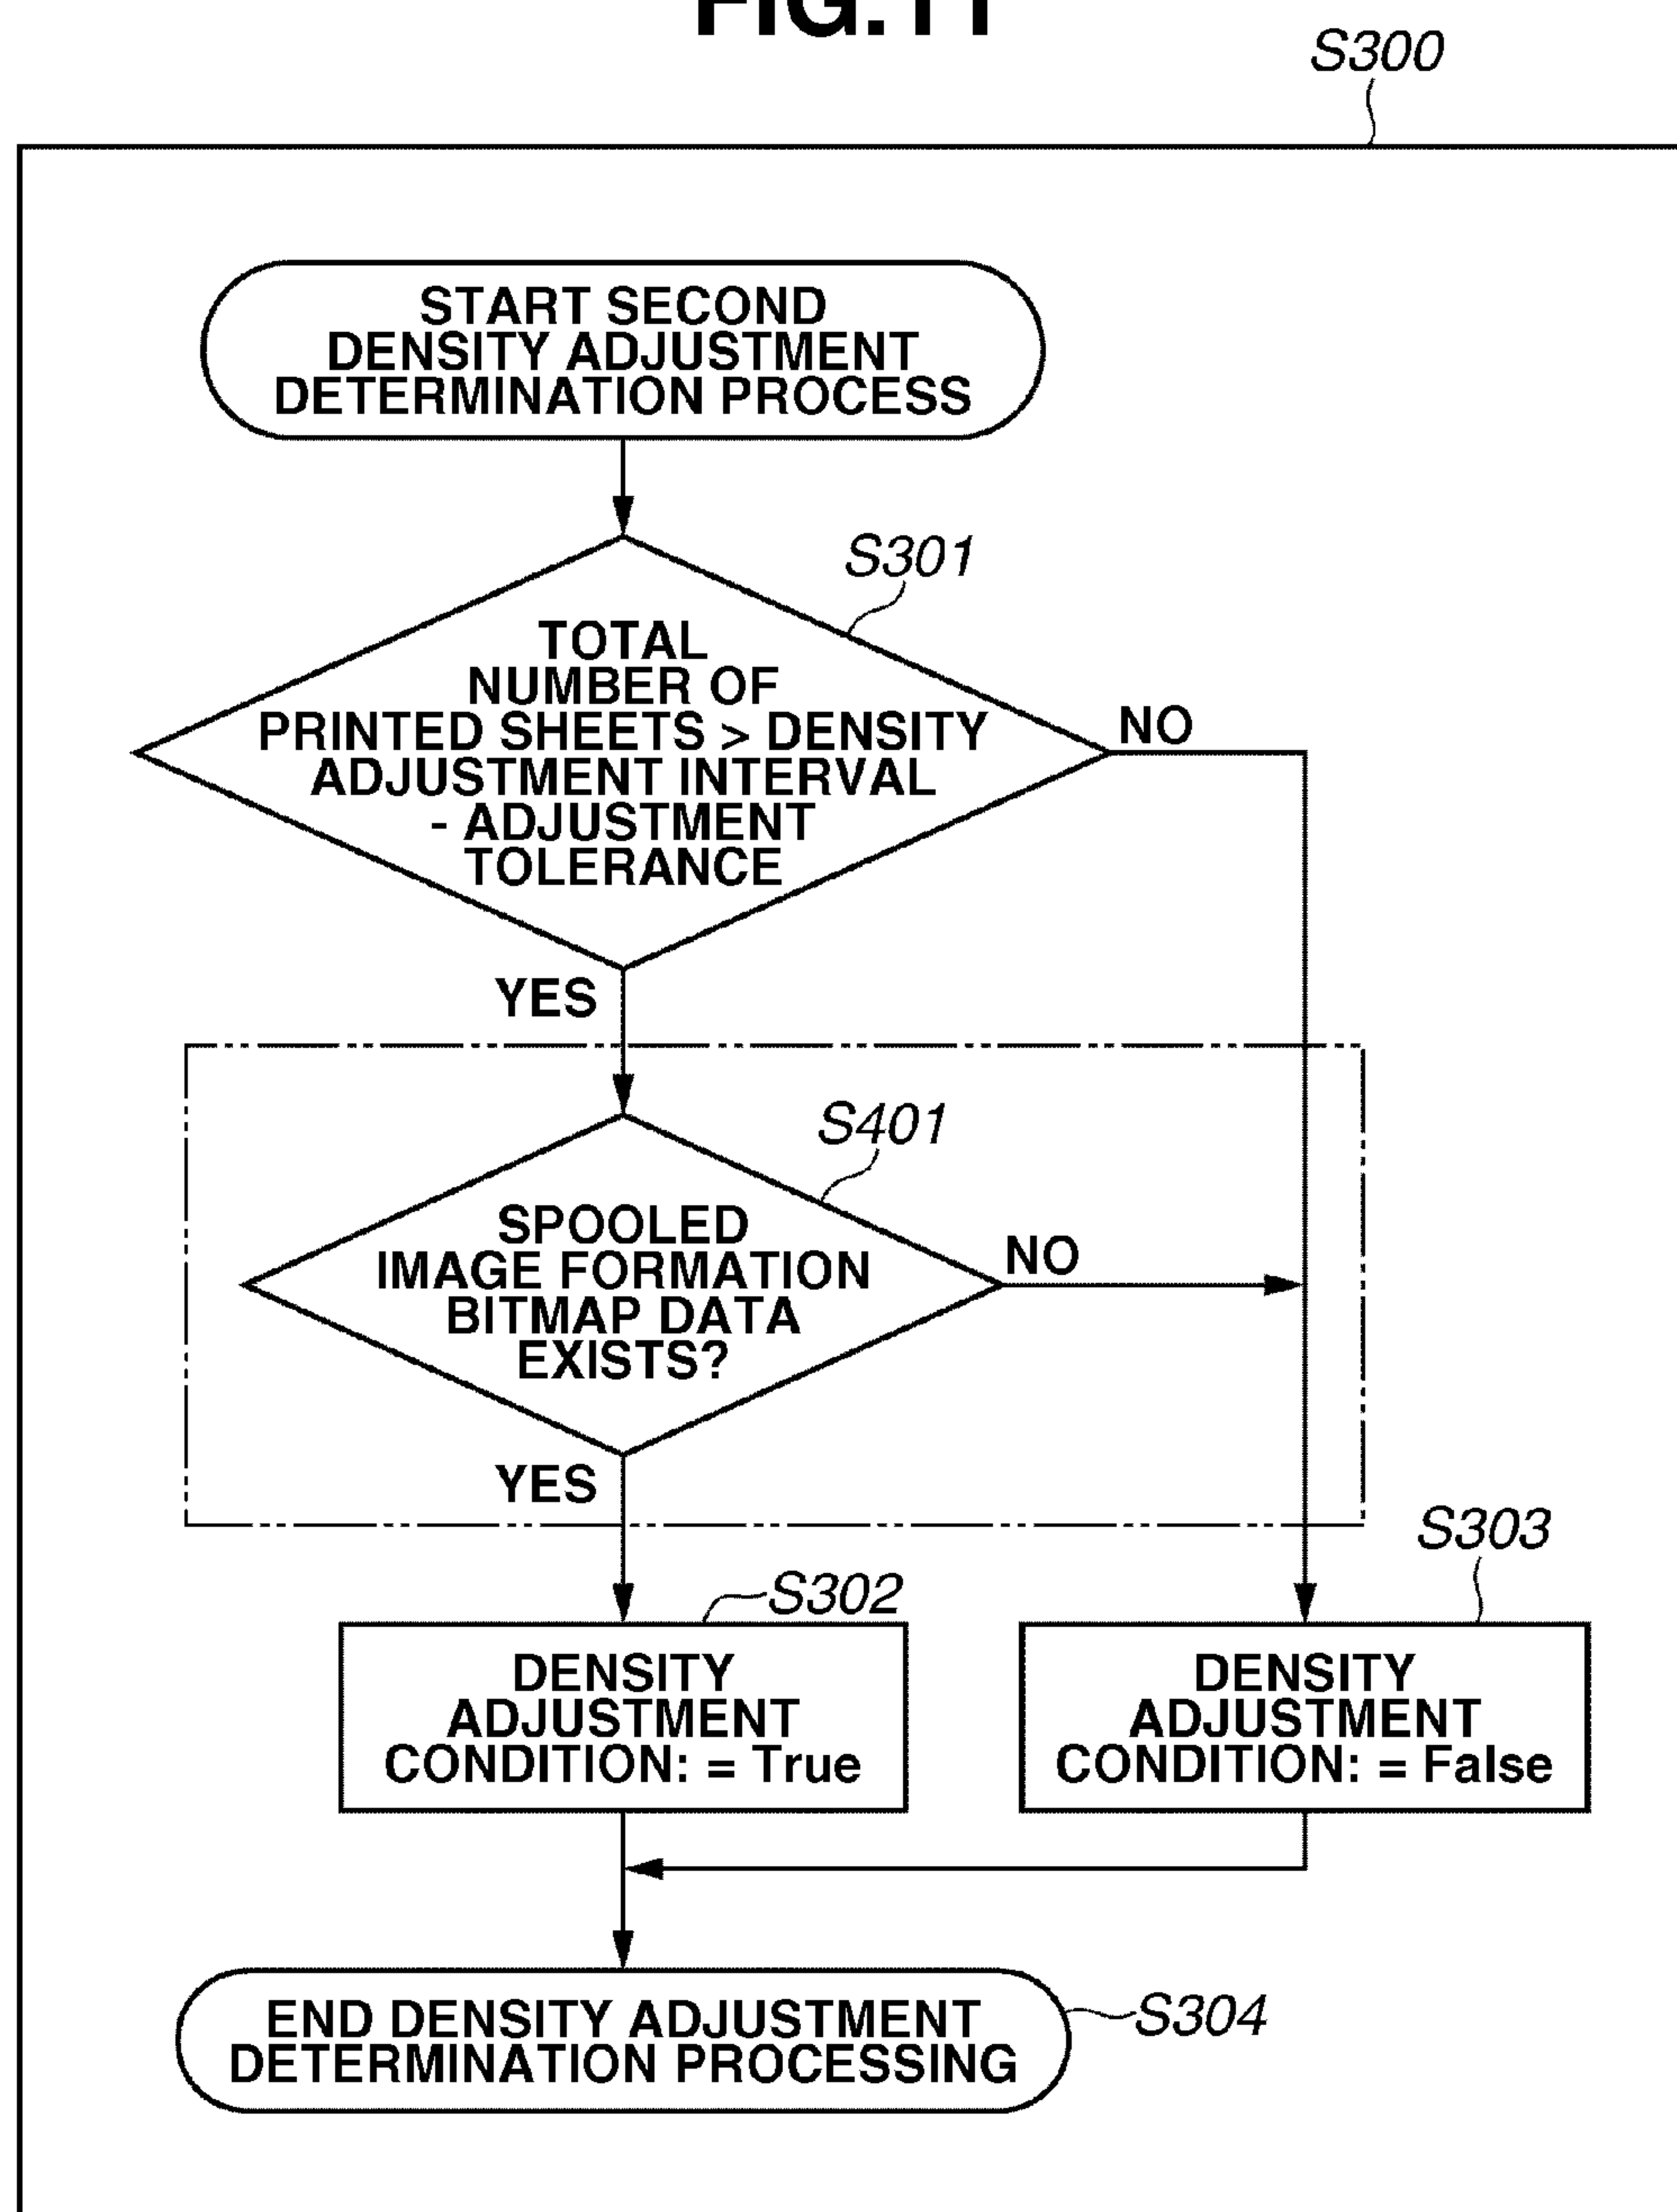 FIG.11
S300
START SECOND
DENSITY ADJUSTMENT
DETERMINATION PROCESS
S301
TOTAL
NUMBER OF
PRINTED SHEETS > DENSITY
ADJUSTMENT INTERVAL
- ADJUSTMENT
TOLERANCE
NO
YES
S401
SPOOLED
IMAGE FORMATION
BITMAP DATA
EXISTS?
NO
YES
S302
DENSITY
ADJUSTMENT
CONDITION: = True
S303
DENSITY
ADJUSTMENT
CONDITION: = False
END DENSITY ADJUSTMENT
DETERMINATION PROCESSING
S304